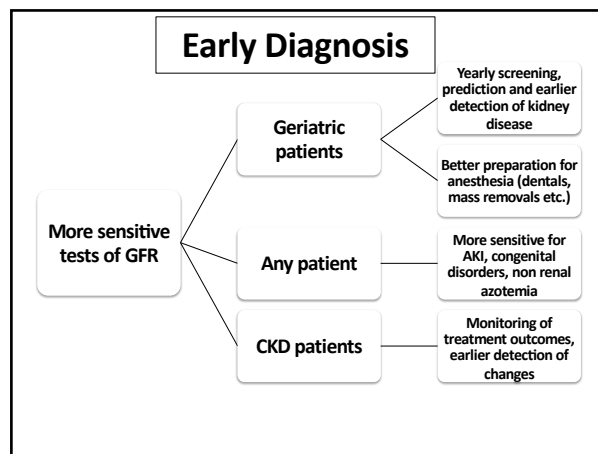 Early Diagnosis
More sensitive
tests of GFR
Geriatric
patients
Yearly screening,
prediction and earlier
detection of kidney
disease
Better preparation for
anesthesia (dentals,
mass removals etc.)
Any patient
More sensitive for
AKI, congenital
disorders, non renal
azotemia
CKD patients
Monitoring of
treatment outcomes,
earlier detection of
changes